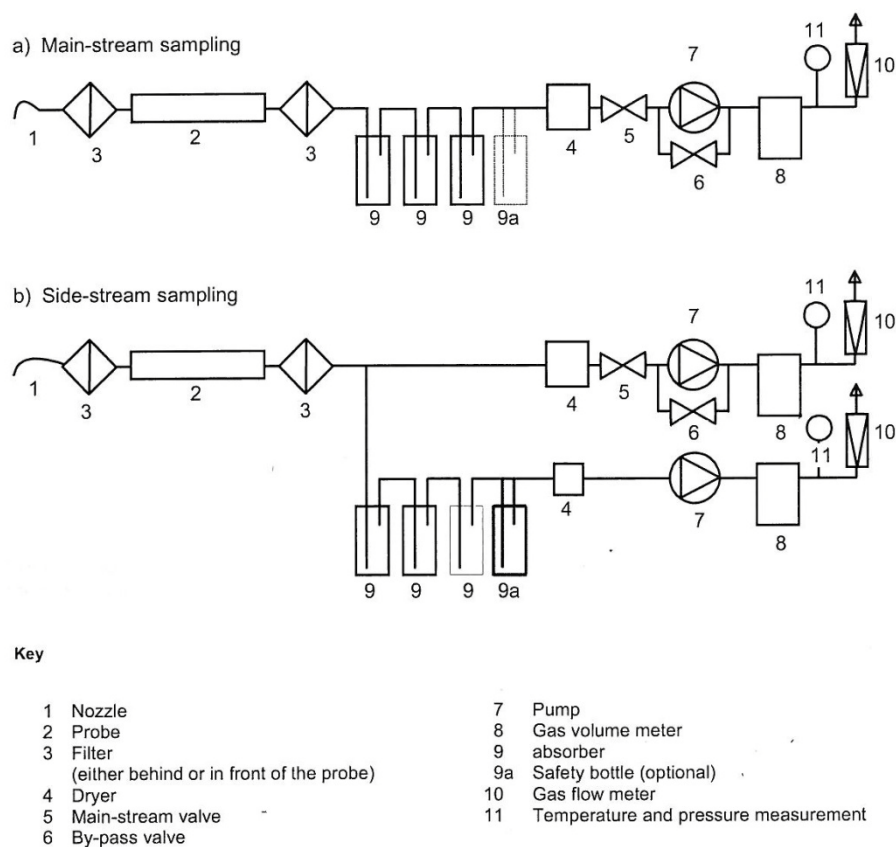 a) Main-stream sampling
11
7
10
1
3
2
3
4
5
6
8
9
9
9
9a
b) Side-stream sampling
11
7
10
1
3
2
3
4
5
6
8
11
10
9
9
9
9a
4
7
8
Key
1 Nozzle
2 Probe
3 Filter
(either behind or in front of the probe)
4 Dryer
5 Main-stream valve
6 By-pass valve
7 Pump
8 Gas volume meter
9 absorber
9a Safety bottle (optional)
10 Gas flow meter
11 Temperature and pressure measurement